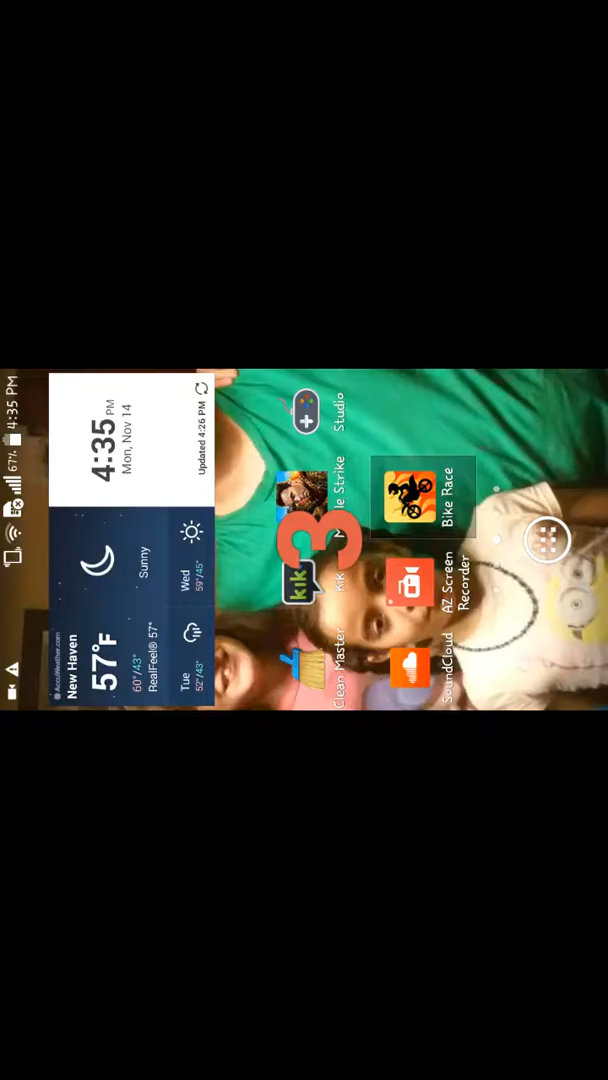 67% 4:35 PM
AccuWeather.com
New Haven
57°F
60°/43°
RealFeel® 57°
Sunny
Tue
52°/43°
Wed
59°/45°
4:35 PM
Mon, Nov 14
Updated 4:26 PM
Clean Master
kik
Kik
le Strike
Studio
3
SoundCloud
AZ Screen
Recorder
Bike Race